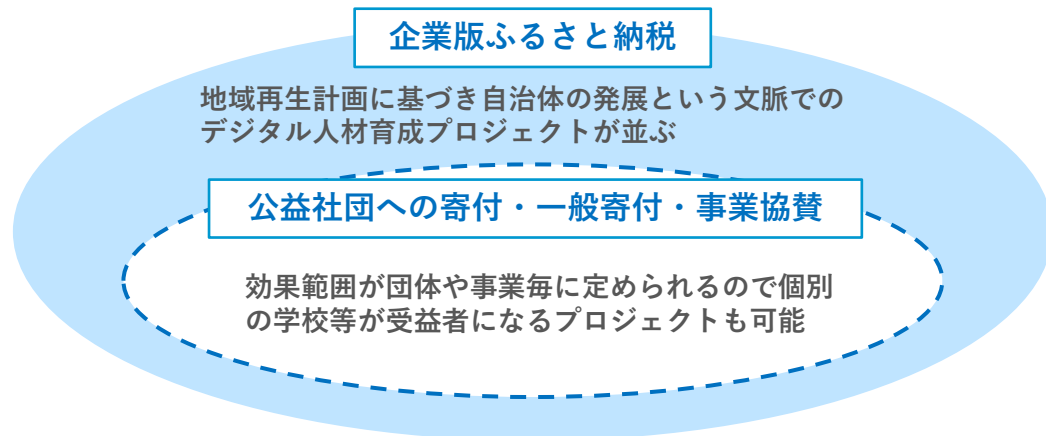 企業版ふるさと納税
地域再生計画に基づき自治体の発展という文脈での
デジタル人材育成プロジェクトが並ぶ
公益社団への寄付・一般寄付・事業協賛
効果範囲が団体や事業毎に定められるので個別
の学校等が受益者になるプロジェクトも可能